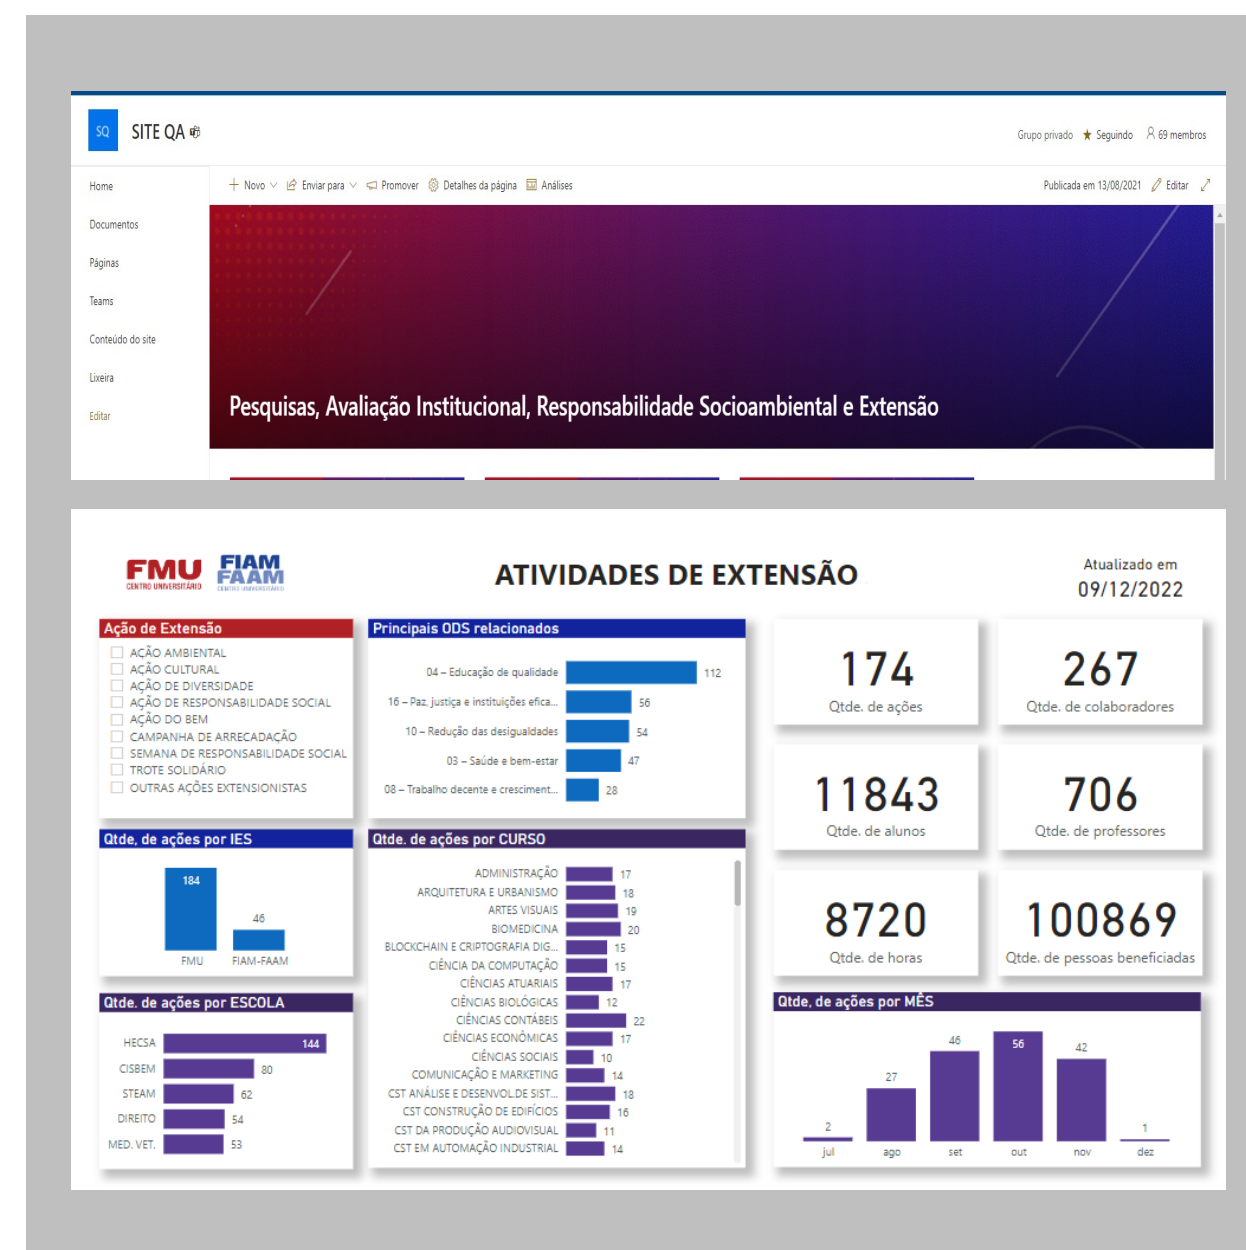 SQ
SITE QA
Grupo privado
Seguindo
69 membros
Home
Documentos
Páginas
Teams
Conteúdo do site
Lixeira
Editar
Novo
Enviar para
Promover
Detalhes da página
Análises
Publicada em 13/08/2021
Editar
Pesquisas, Avaliação Institucional, Responsabilidade Socioambiental e Extensão
FMU
CENTRO UNIVERSITÁRIO
FIAM
FAAM
CENTRO UNIVERSITÁRIO
ATIVIDADES DE EXTENSÃO
Atualizado em
09/12/2022
Ação de Extensão
AÇÃO AMBIENTAL
AÇÃO CULTURAL
AÇÃO DE DIVERSIDADE
AÇÃO DE RESPONSABILIDADE SOCIAL
AÇÃO DO BEM
CAMPANHA DE ARRECADAÇÃO
SEMANA DE RESPONSABILIDADE SOCIAL
TROTE SOLIDÁRIO
OUTRAS AÇÕES EXTENSIONISTAS
Principais ODS relacionados
04 – Educação de qualidade 112
16 – Paz, justiça e instituições efica... 56
10 – Redução das desigualdades 54
03 – Saúde e bem-estar 47
08 – Trabalho decente e cresciment... 28
174
Qtde. de ações
267
Qtde. de colaboradores
11843
Qtde. de alunos
706
Qtde. de professores
8720
Qtde. de horas
100869
Qtde. de pessoas beneficiadas
Qtde, de ações por IES
184
46
FMU
FIAM-FAAM
Qtde. de ações por ESCOLA
HECSA 144
CISBEM 80
STEAM 62
DIREITO 54
MED. VET. 53
Qtde. de ações por CURSO
ADMINISTRAÇÃO 17
ARQUITETURA E URBANISMO 18
ARTES VISUAIS 19
BIOMEDICINA 20
BLOCKCHAIN E CRIPTOGRAFIA DIG... 15
CIÊNCIA DA COMPUTAÇÃO 15
CIÊNCIAS ATUARIAIS 17
CIÊNCIAS BIOLÓGICAS 12
CIÊNCIAS CONTÁBEIS 22
CIÊNCIAS ECONÔMICAS 17
CIÊNCIAS SOCIAIS 10
COMUNICAÇÃO E MARKETING 14
CST ANÁLISE E DESENVOL.DE SIST... 18
CST CONSTRUÇÃO DE EDIFÍCIOS 16
CST DA PRODUÇÃO AUDIOVISUAL 11
CST EM AUTOMAÇÃO INDUSTRIAL 14
Qtde, de ações por MÊS
2
27
46
56
42
1
jul
ago
set
out
nov
dez